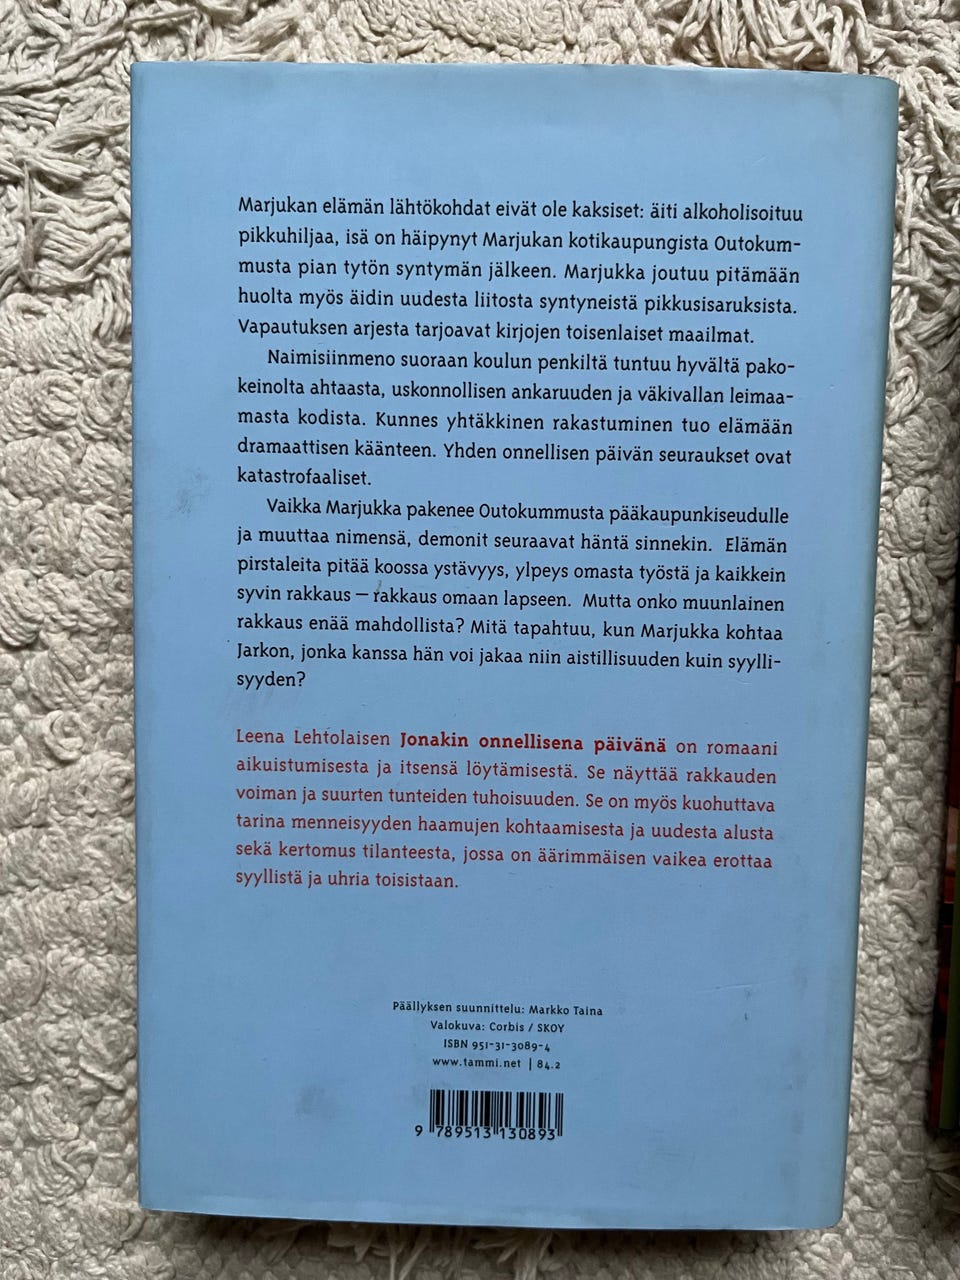 Marjukan elämän lähtökohdat eivät ole kaksiset: äiti alkoholisoituu
pikkuhiljaa, isä on häipynyt Marjukan kotikaupungista Outokum-
musta pian tytön syntymän jälkeen. Marjukka joutuu pitämään
huolta myös äidin uudesta liitosta syntyneistä pikkusisaruksista.
Vapautuksen arjesta tarjoavat kirjojen toisenlaiset maailmat.
Naimisiinmeno suoraan koulun penkiltä tuntuu hyvältä pako-
keinolta ahtaasta, uskonnollisen ankaruuden ja väkivallan leimaa-
masta kodista. Kunnes yhtäkkinen rakastuminen tuo elämään
dramaattisen käänteen. Yhden onnellisen päivän seuraukset ovat
katastrofaaliset.
Vaikka Marjukka pakenee Outokummusta pääkaupunkiseudulle
ja muuttaa nimensä, demonit seuraavat häntä sinnekin. Elämän
pirstaleita pitää koossa ystävyys, ylpeys omasta työstä ja kaikkein
syvin rakkaus – rakkaus omaan lapseen. Mutta onko muunlainen
rakkaus enää mahdollista? Mitä tapahtuu, kun Marjukka kohtaa
Jarkon, jonka kanssa hän voi jakaa niin aistillisuuden kuin syylli-
syyden?
Leena Lehtolaisen Jonakin onnellisena päivänä on romaani
aikuistumisesta ja itsensä löytämisestä. Se näyttää rakkauden
voiman ja suurten tunteiden tuhoisuuden. Se on myös kuohuttava
tarina menneisyyden haamujen kohtaamisesta ja uudesta alusta
sekä kertomus tilanteesta, jossa on äärimmäisen vaikea erottaa
syyllistä ja uhria toisistaan.
Päällyksen suunnittelu: Markko Taina
Valokuva: Corbis / SKOY
ISBN 951-31-3089-4
www.tammi.net | 84.2
9 789513 130893